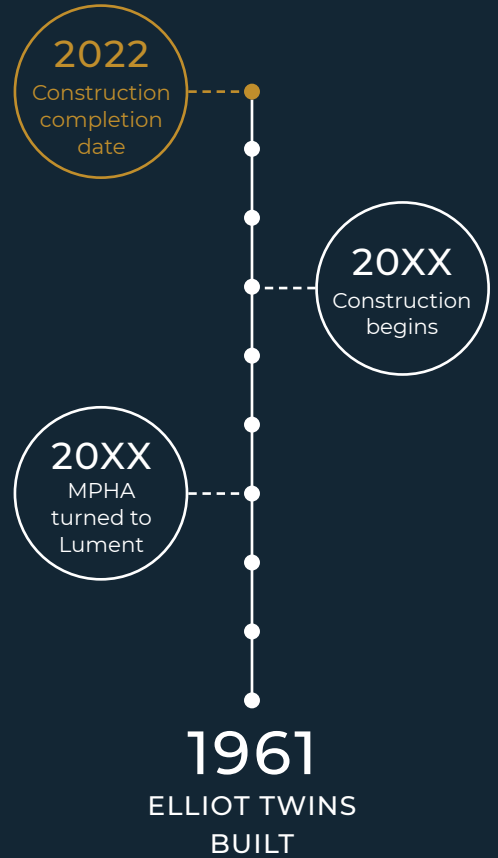 2022
Construction
completion
date
20XX
Construction
begins
20XX
MPHA
turned to
Lument
1961
ELLIOT TWINS
BUILT